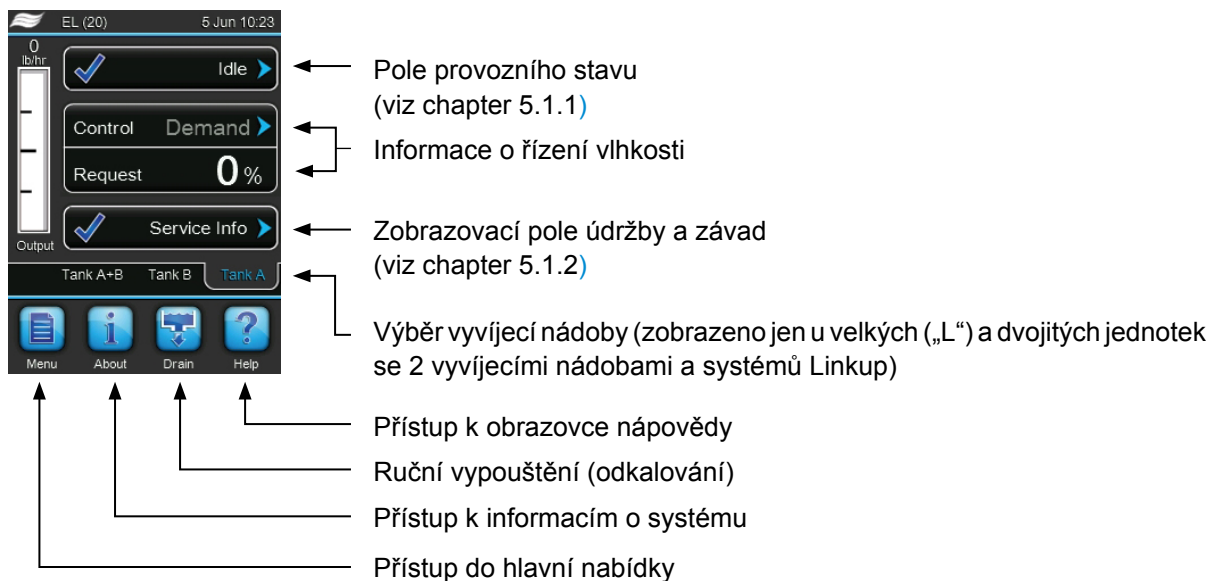 EL (20) 5 Jun 10:23
0
lb/hr
Idle
Control Demand
Request 0 %
Service Info
Output
Tank A+B Tank B Tank A
Menu About Drain Help
Pole provozního stavu
(viz chapter 5.1.1)
Informace o řízení vlhkosti
Zobrazovací pole údržby a závad
(viz chapter 5.1.2)
Výběr vyvíjecí nádoby (zobrazeno jen u velkých („L“) a dvojitých jednotek
se 2 vyvíjecími nádobami a systémů Linkup)
Přístup k obrazovce nápovědy
Ruční vypouštění (odkalování)
Přístup k informacím o systému
Přístup do hlavní nabídky